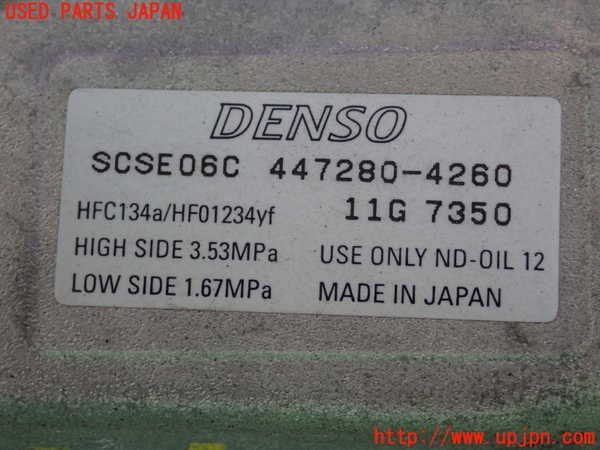 USED PARTS JAPAN
DENSO
SCSE06C 447280-4260
HFC134a/HF01234yf 11G 7350
HIGH SIDE 3.53MPa USE ONLY ND-OIL 12
LOW SIDE 1.67MPa MADE IN JAPAN
http://www.upjpn.com/